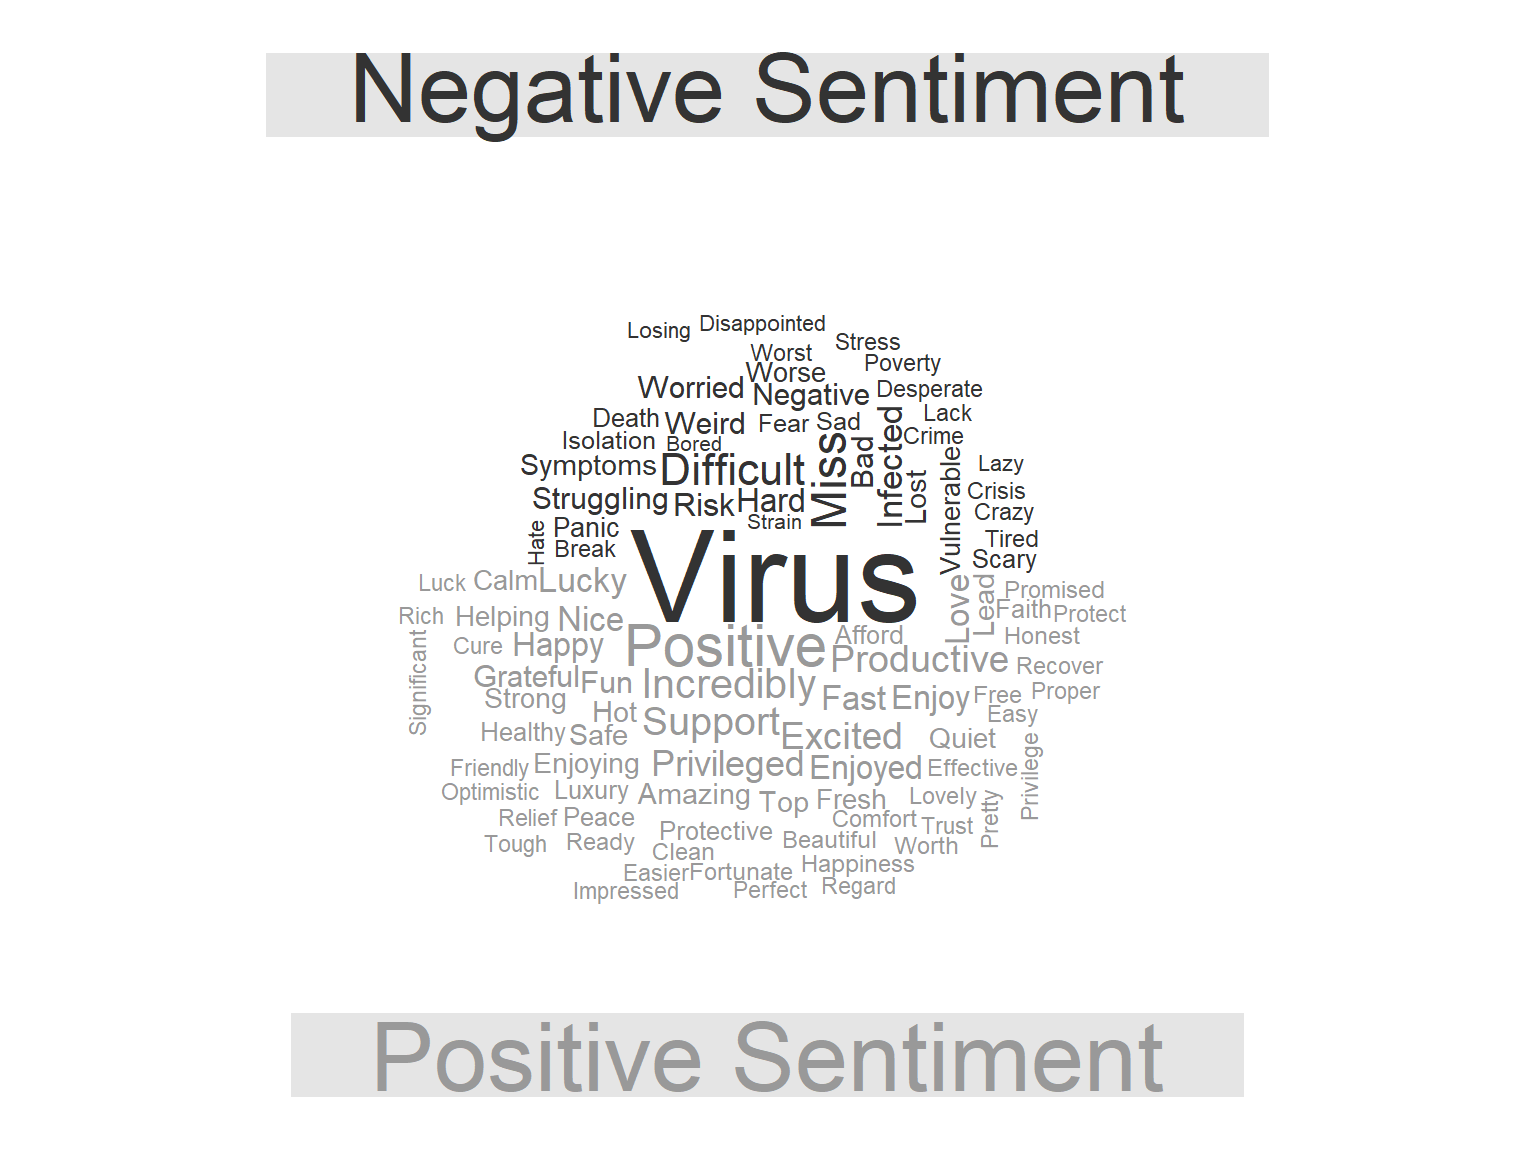 Negative Sentiment
Losing Disappointed
Stress
Worst
Poverty
Worse
Worried Negative Desperate
Death Weird Fear Sad Lack
Isolation Bored Crime
Symptoms Difficult Miss Bad Infected Lost Vulnerable Lazy
Struggling Risk Hard Crisis
Strain Crazy
Hate Panic Tired
Break Scary
Virus
Luck Calm Lucky Love Lead Promised
Rich Helping Nice Faith Protect
Cure Happy Positive Afford Honest
Significant Productive Recover
Grateful Fun Incredibly
Strong Fast Enjoy Free Proper
Hot Support Easy
Healthy Safe Excited Quiet
Friendly Enjoying Privileged Enjoyed Effective Privilege
Optimistic Luxury Amazing Top Fresh Lovely Pretty
Relief Peace Comfort Trust
Tough Ready Protective Beautiful Worth
Clean Happiness
Easier Fortunate
Impressed Perfect Regard
Positive Sentiment